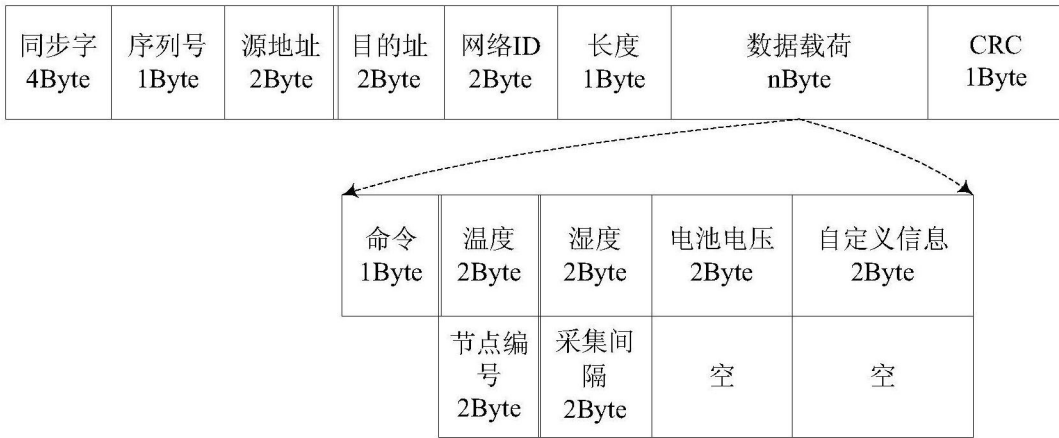 同步字
4Byte
序列号
1Byte
源地址
2Byte
目的址
2Byte
网络ID
2Byte
长度
1Byte
数据载荷
nByte
CRC
1Byte
命令
1Byte
温度
2Byte
湿度
2Byte
电池电压
2Byte
自定义信息
2Byte
节点编
号
2Byte
采集间
隔
2Byte
空
空